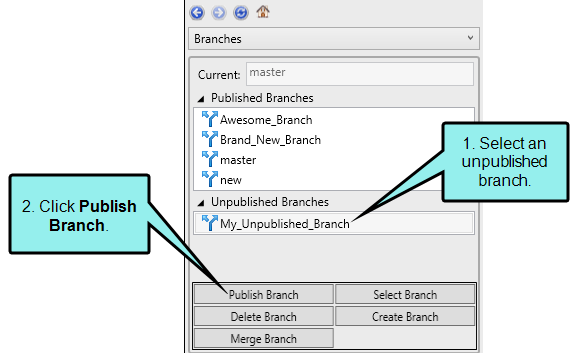 Branches
Current: master
Published Branches
Awesome_Branch
Brand_New_Branch
master
new
Unpublished Branches
My_Unpublished_Branch
1. Select an
unpublished
branch.
2. Click Publish
Branch.
Publish Branch Select Branch
Delete Branch Create Branch
Merge Branch